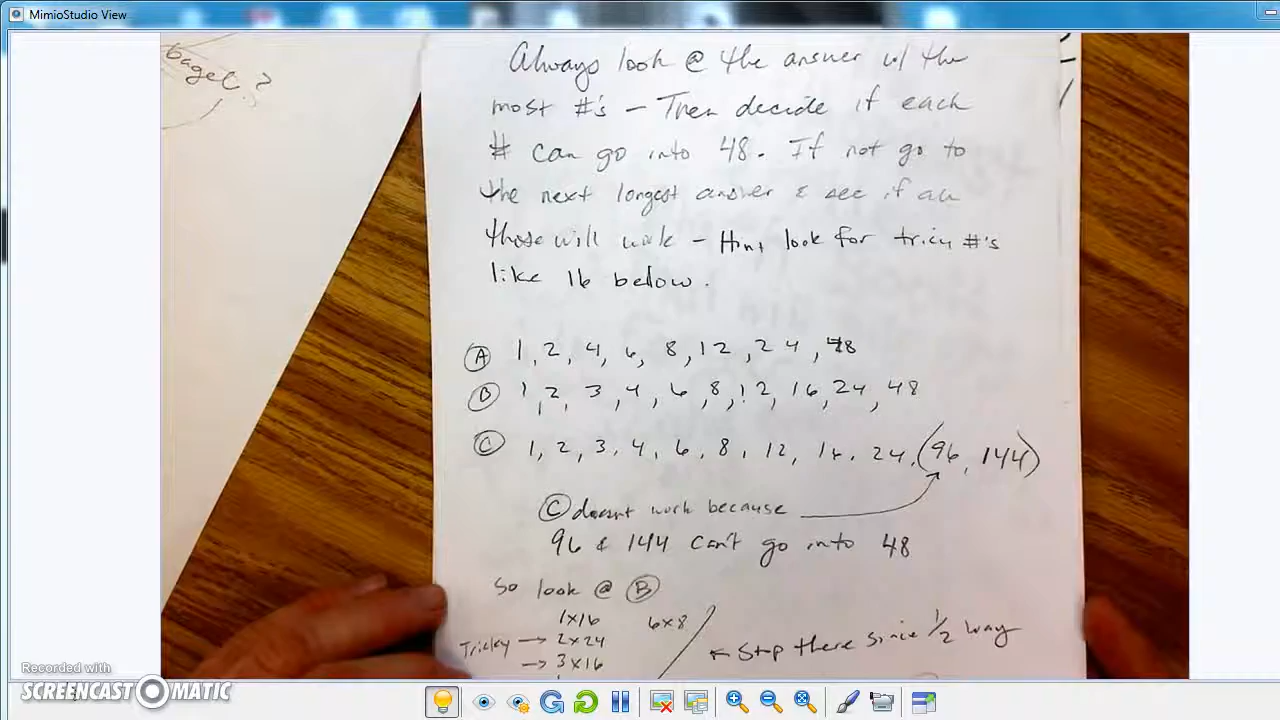 MimioStudio View
bagel?
Always look @ the answer w/ the
most #'s - Then decide if each
# can go into 48. If not go to
the next longest answer & see if all
those will work - Hint look for tricky #'s
like 16 below.
A 1, 2, 4, 6, 8, 12, 24, 48
B 1, 2, 3, 4, 6, 8, 12, 16, 24, 48
C 1, 2, 3, 4, 6, 8, 12, 16, 24, (96, 144)
C doesnt work because
96 & 144 can't go into 48
So look @ B
1x16 6x8
Tricky → 2x24
→ 3x16
← Stop there since 1/2 way
Recorded with
SCREENCAST O MATIC